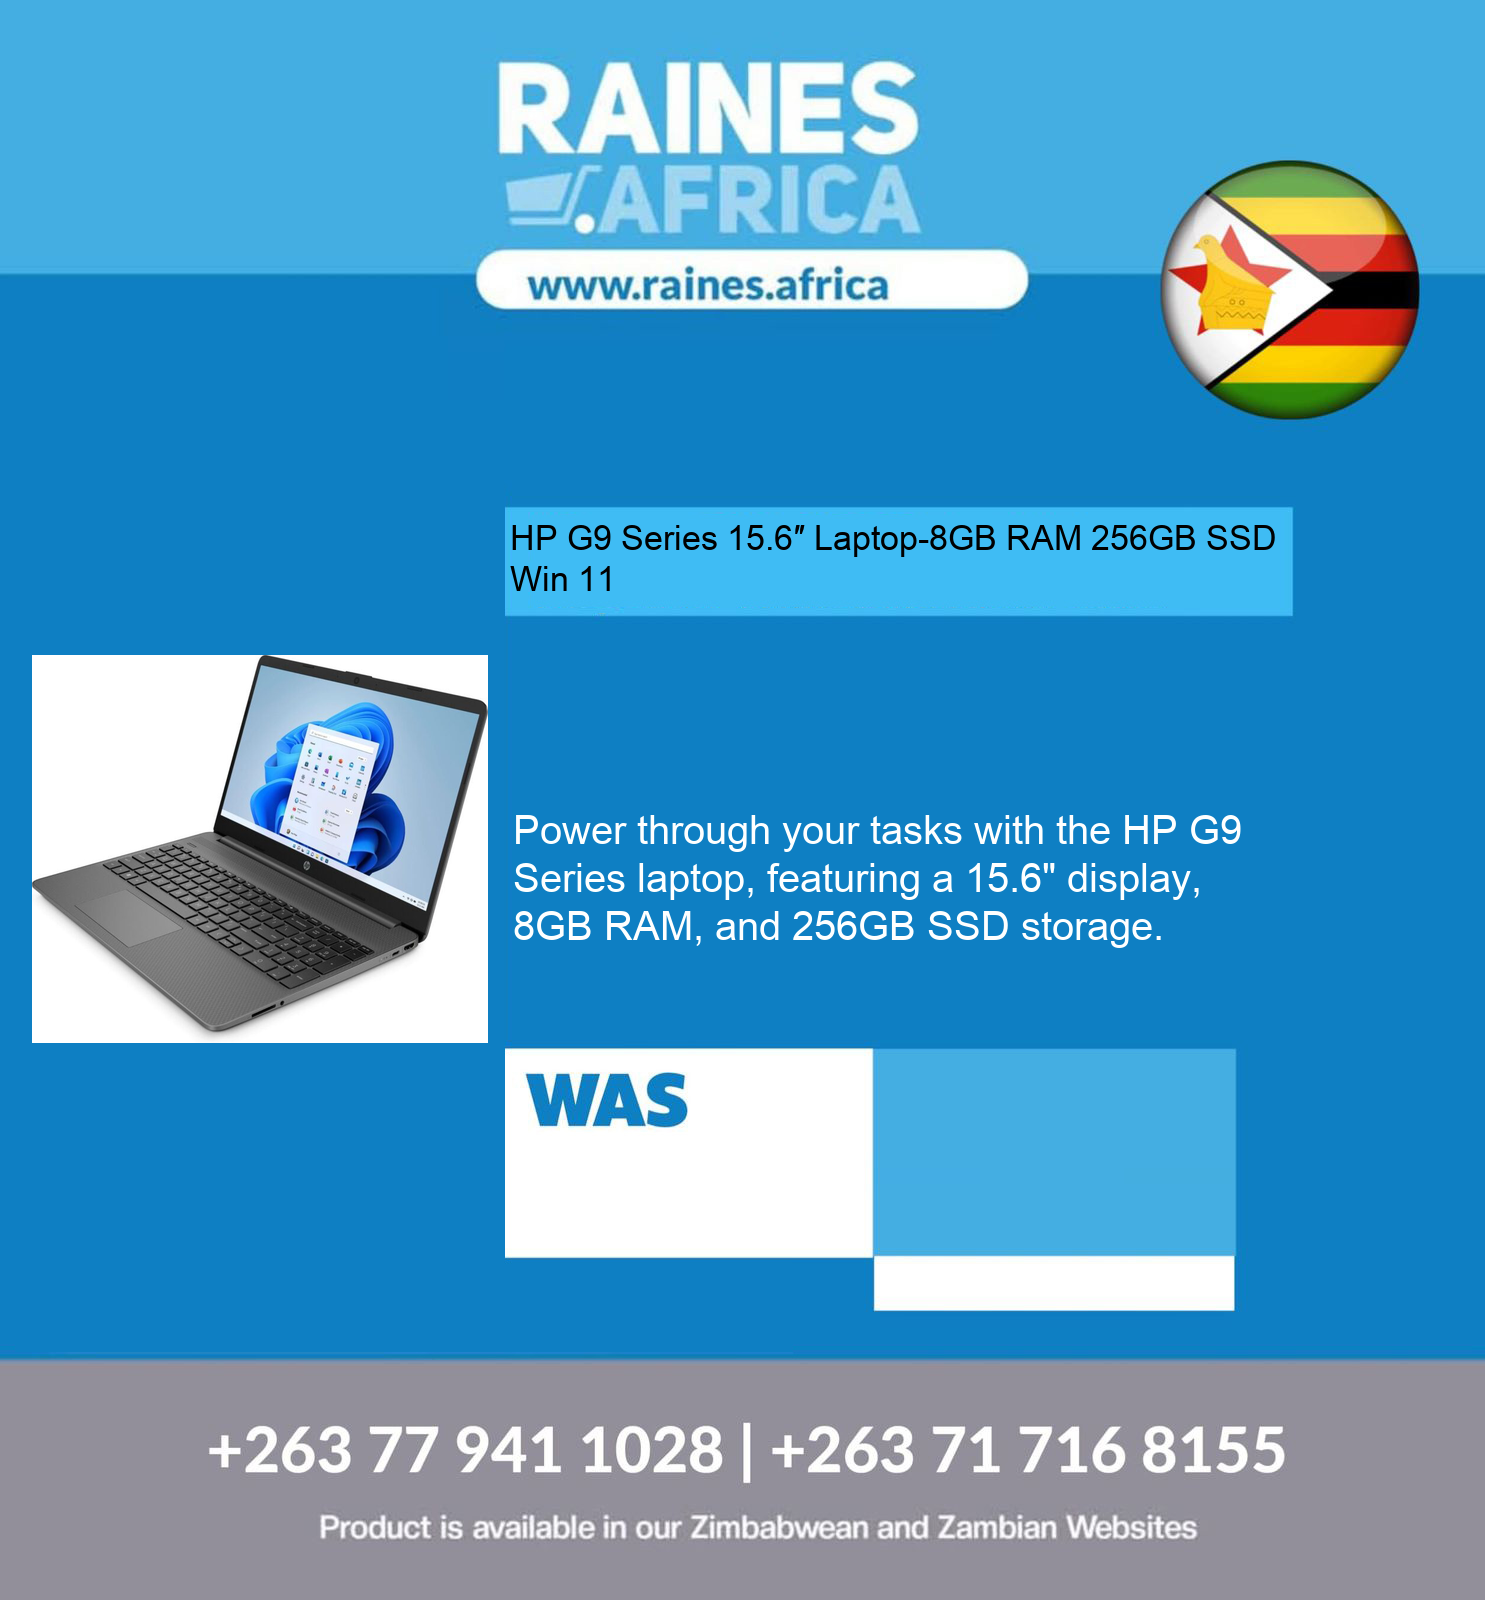 RAINES
.AFRICA
www.raines.africa
HP G9 Series 15.6″ Laptop-8GB RAM 256GB SSD
Win 11
Power through your tasks with the HP G9
Series laptop, featuring a 15.6" display,
8GB RAM, and 256GB SSD storage.
WAS
+263 77 941 1028 | +263 71 716 8155
Product is available in our Zimbabwean and Zambian Websites